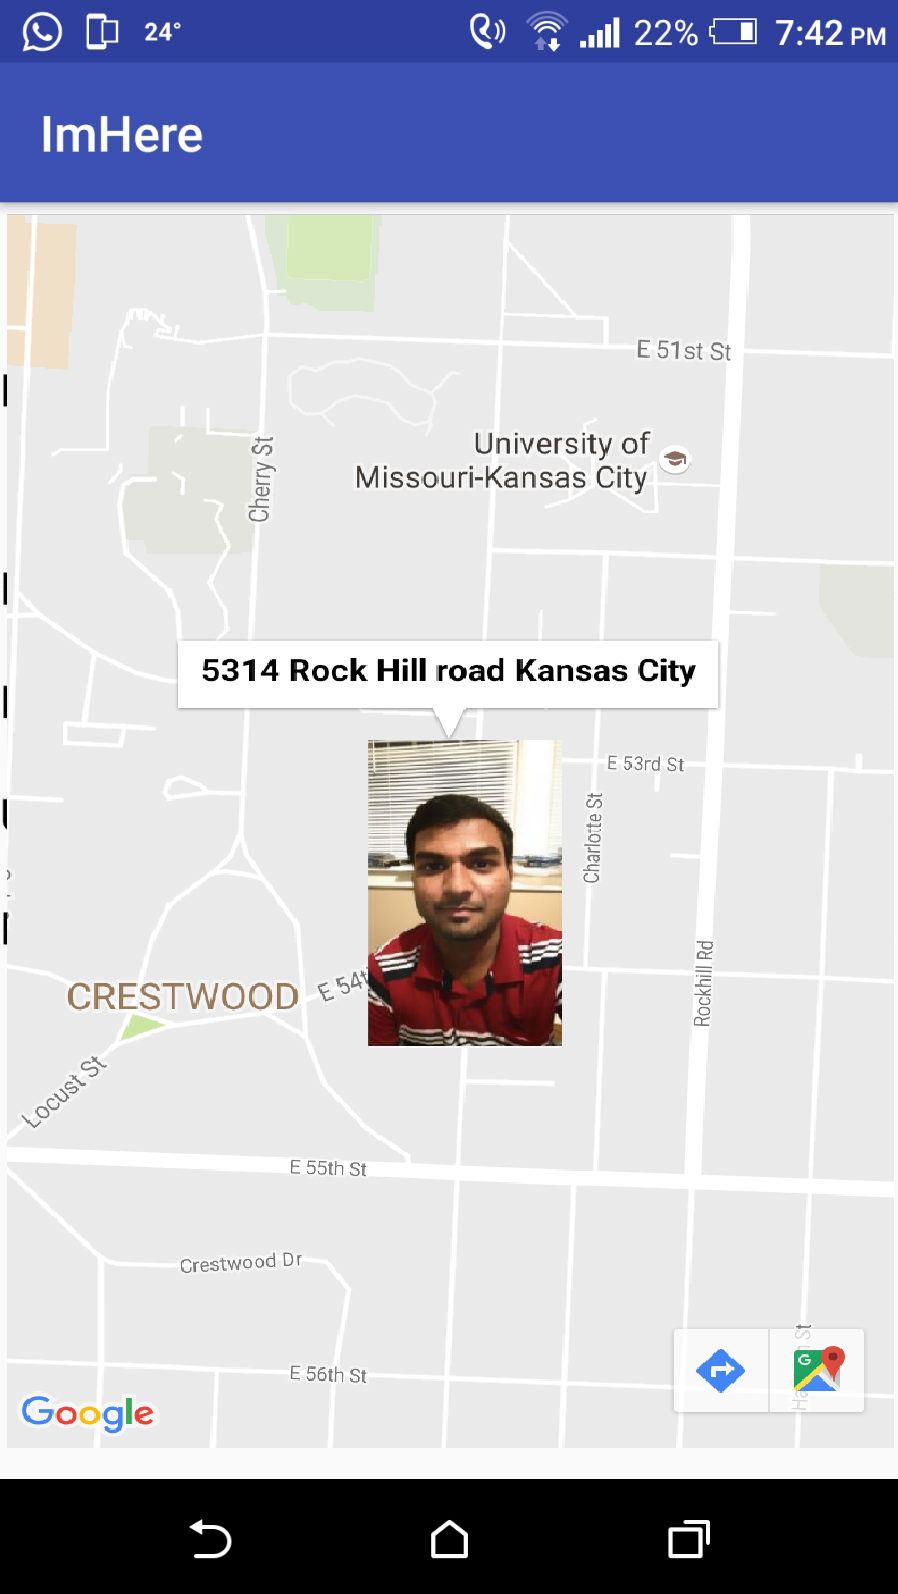 24°
22%
7:42 PM
ImHere
E 51st St
University of
Missouri-Kansas City
Cherry St
5314 Rock Hill road Kansas City
E 53rd St
Charlotte St
Rockhill Rd
CRESTWOOD
E 54t
Locust St
E 55th St
Crestwood Dr
E 56th St
Google